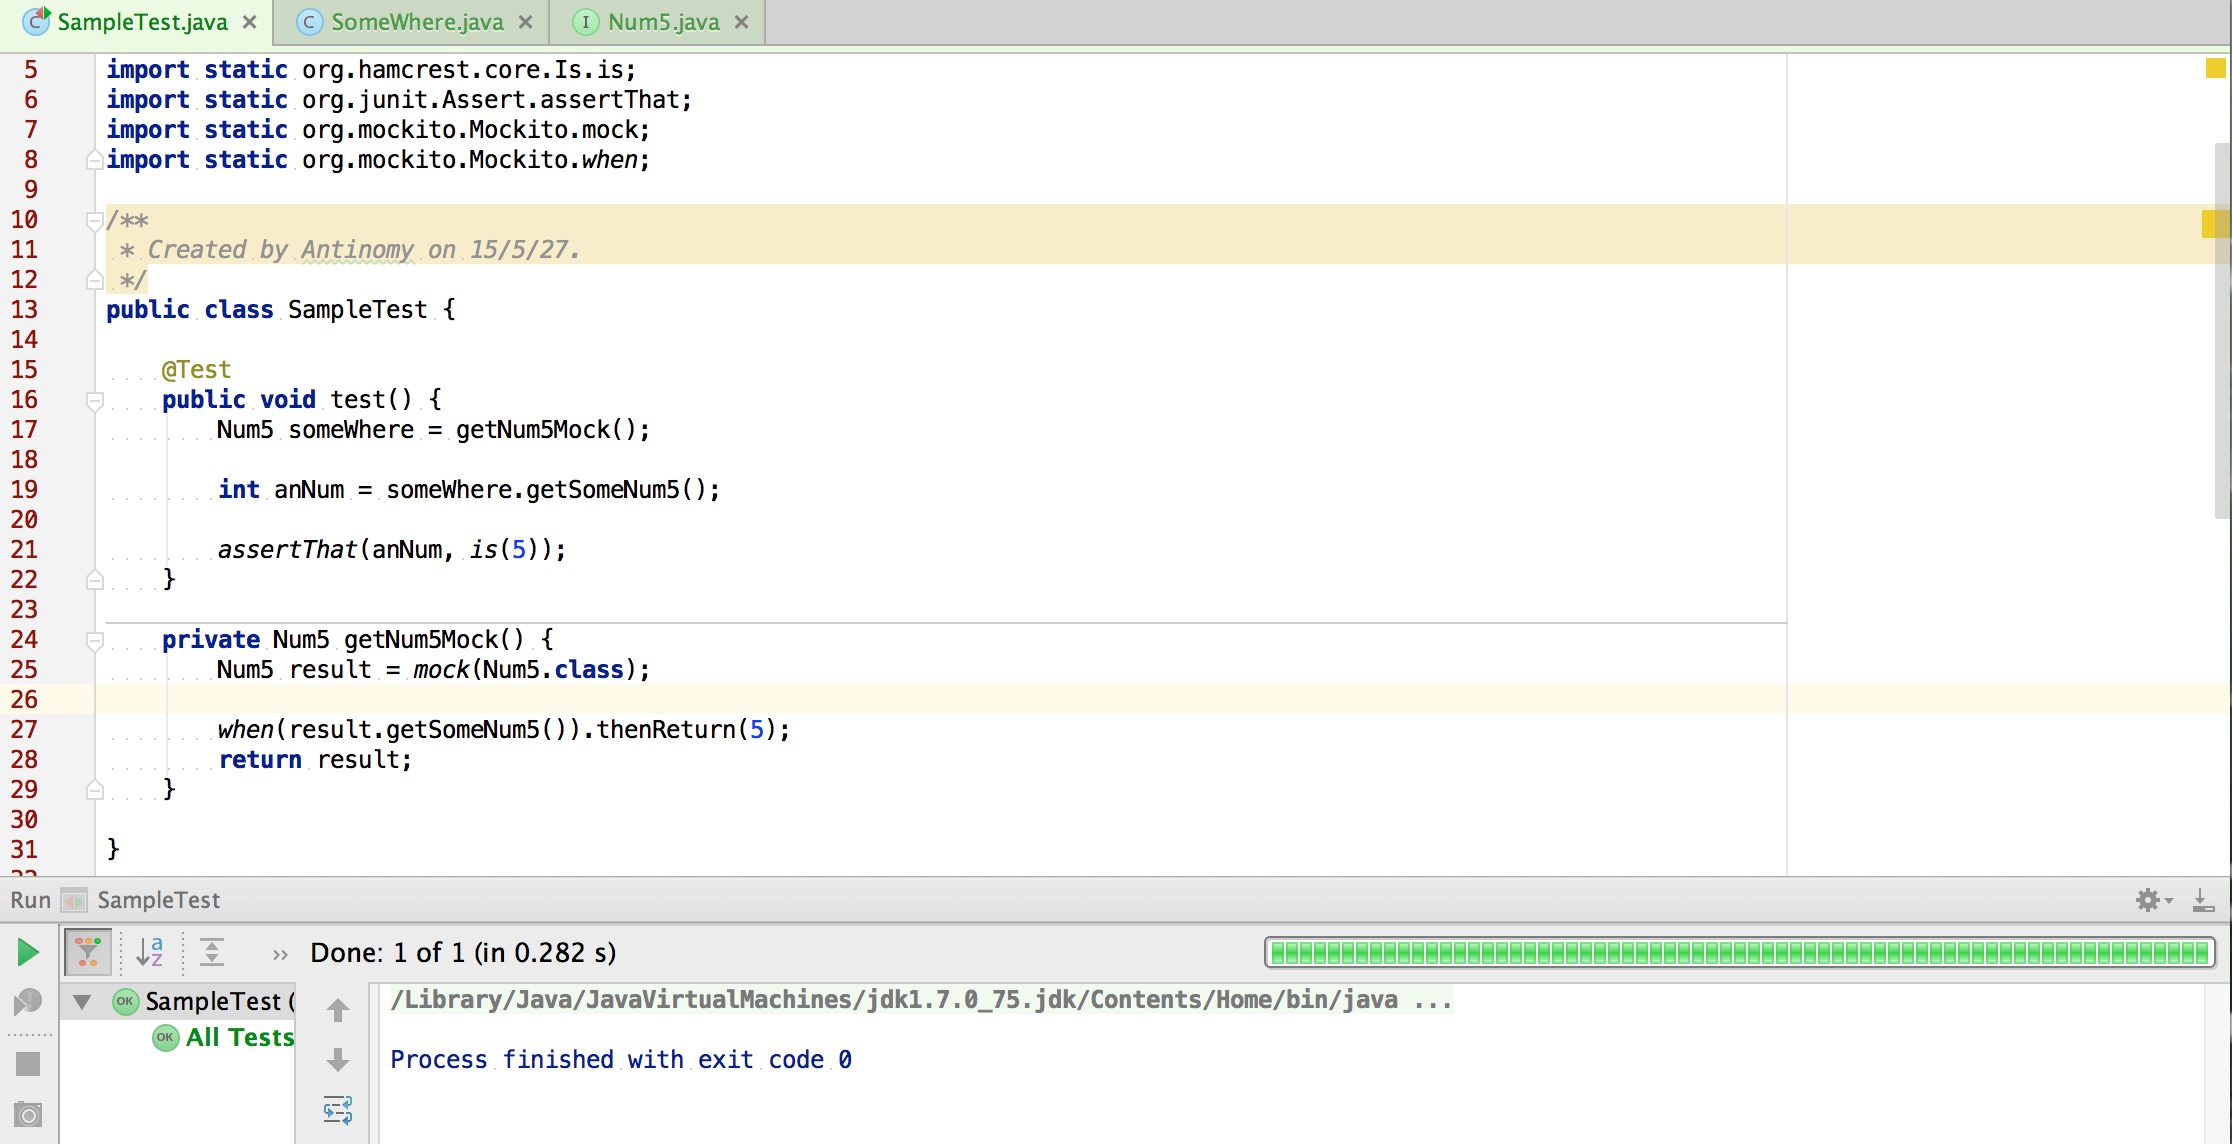 SampleTest.java
SomeWhere.java
Num5.java
5 import static org.hamcrest.core.Is.is;
6 import static org.junit.Assert.assertThat;
7 import static org.mockito.Mockito.mock;
8 import static org.mockito.Mockito.when;
9
10 /**
11 * Created by Antinomy on 15/5/27.
12 */
13 public class SampleTest {
14
15 @Test
16 public void test() {
17 Num5 someWhere = getNum5Mock();
18
19 int anNum = someWhere.getSomeNum5();
20
21 assertThat(anNum, is(5));
22 }
23
24 private Num5 getNum5Mock() {
25 Num5 result = mock(Num5.class);
26
27 when(result.getSomeNum5()).thenReturn(5);
28 return result;
29 }
30
31 }
Run SampleTest
Done: 1 of 1 (in 0.282 s)
OK SampleTest (
OK All Tests
/Library/Java/JavaVirtualMachines/jdk1.7.0_75.jdk/Contents/Home/bin/java ...
Process finished with exit code 0